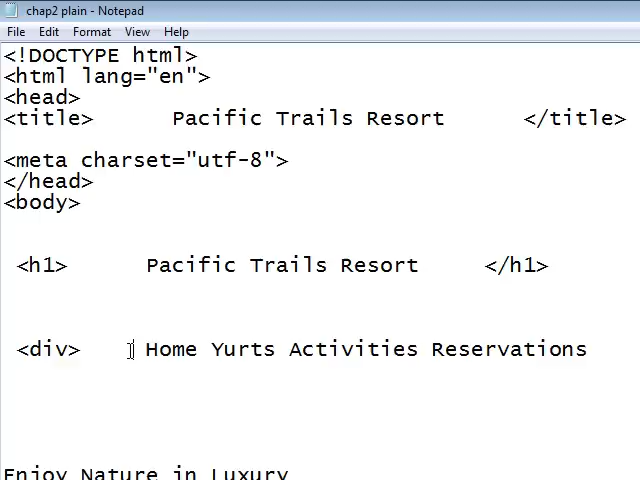 chap2 plain - Notepad
File Edit Format View Help
<!DOCTYPE html>
<html lang="en">
<head>
<title> Pacific Trails Resort </title>
<meta charset="utf-8">
</head>
<body>
<h1> Pacific Trails Resort </h1>
<div> Home Yurts Activities Reservations
Enjoy Nature in Luxury